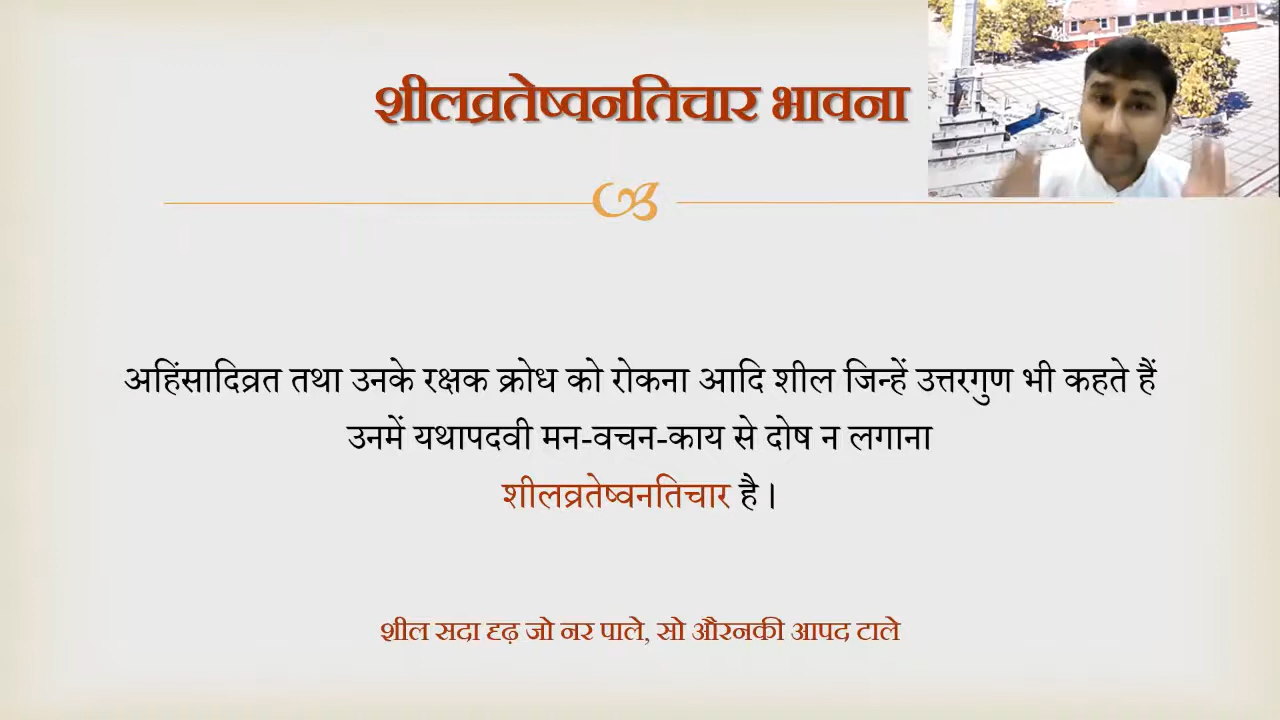 शीलव्रतेष्वनतिचार भावना
अहिंसादिव्रत तथा उनके रक्षक क्रोध को रोकना आदि शील जिन्हें उत्तरगुण भी कहते हैं
उनमें यथापदवी मन-वचन-काय से दोष न लगाना
शीलव्रतेष्वनतिचार है ।
शील सदा दृढ़ जो नर पाले, सो औरनकी आपद टाले